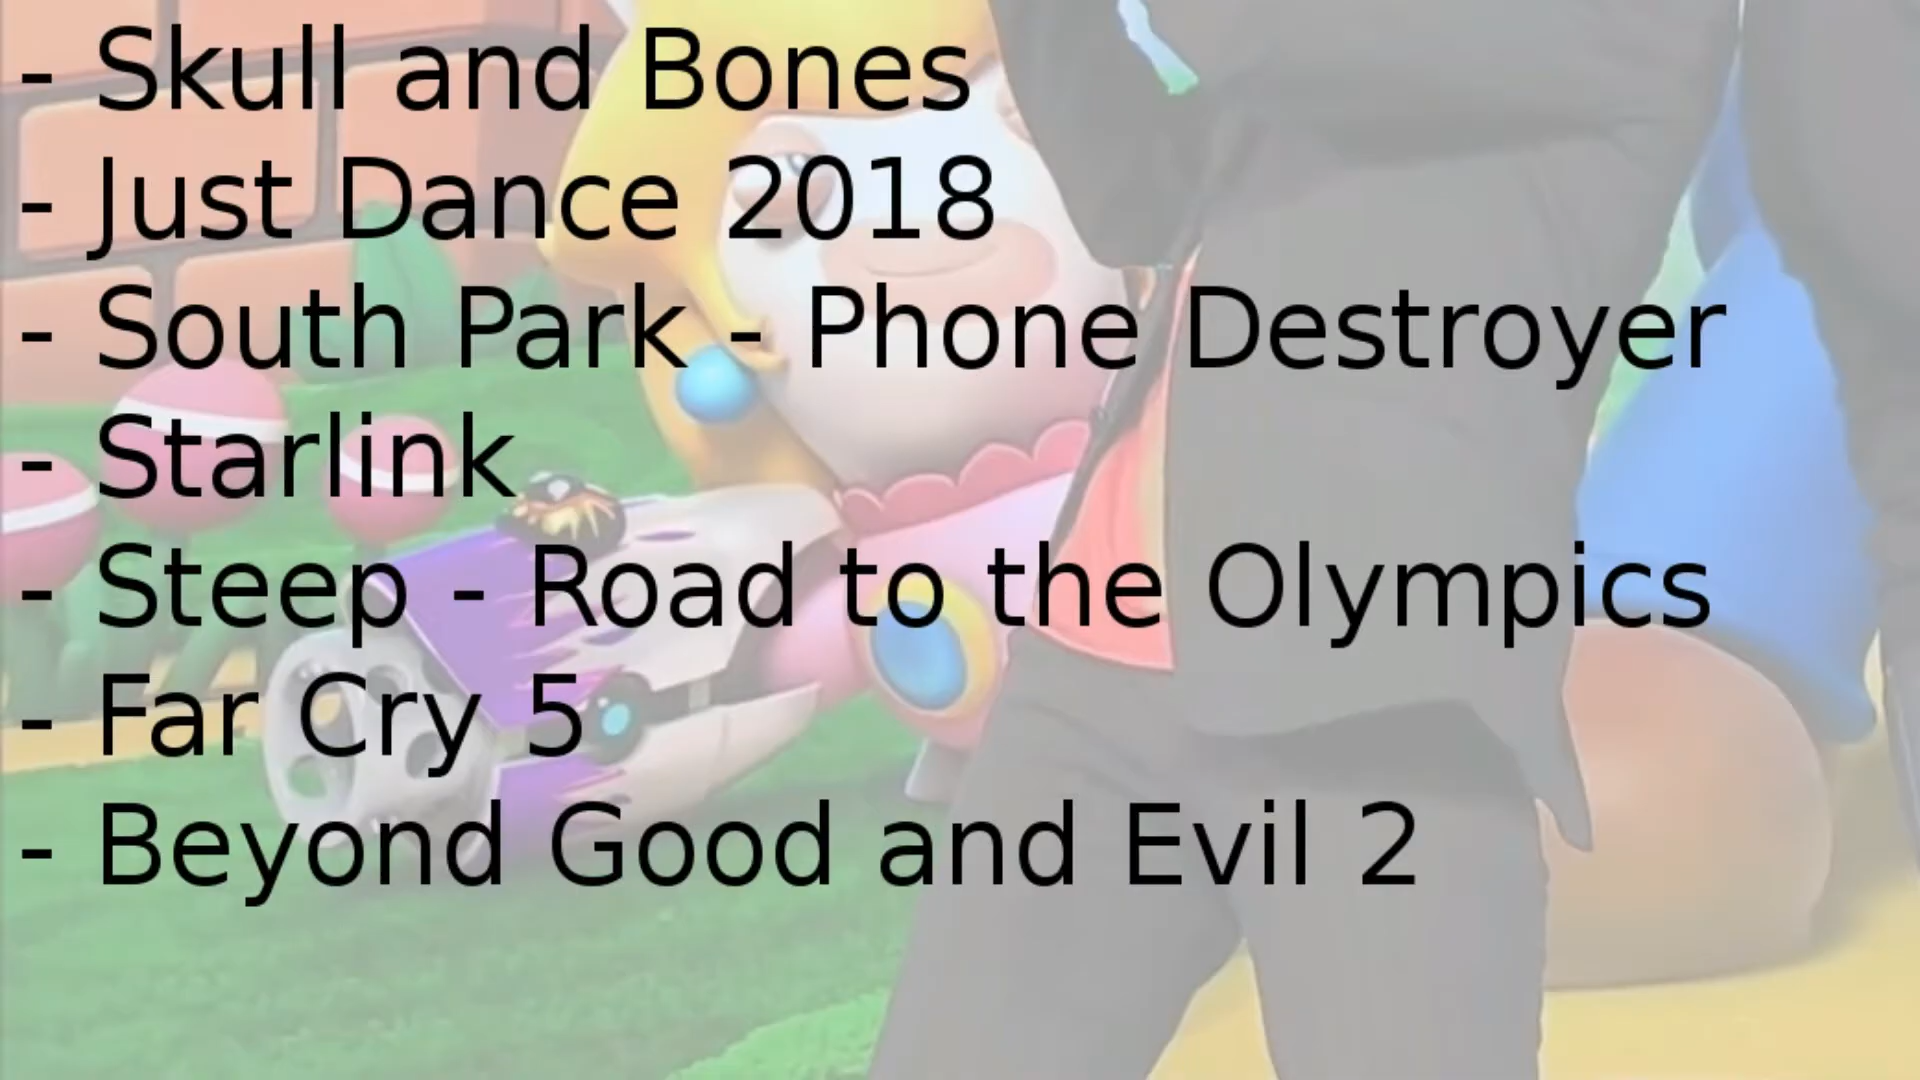 - Skull and Bones
- Just Dance 2018
- South Park - Phone Destroyer
- Starlink
- Steep - Road to the Olympics
- Far Cry 5
- Beyond Good and Evil 2